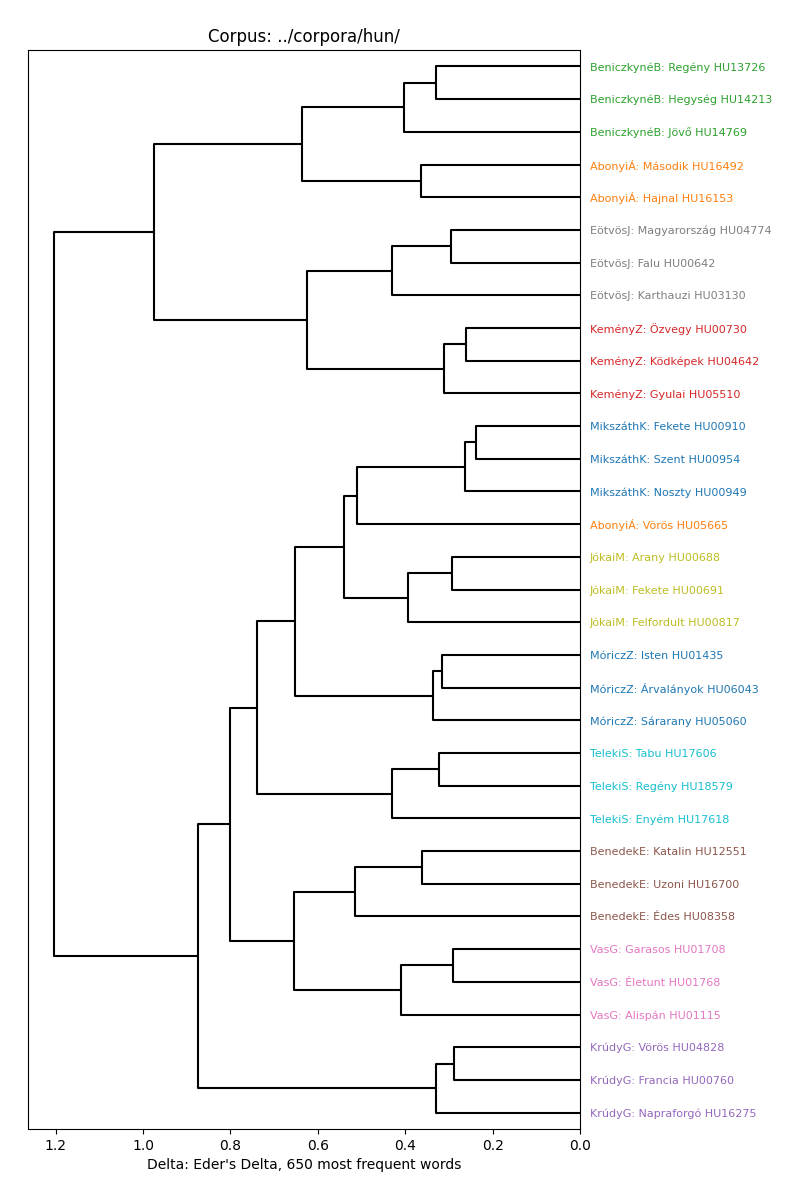 Corpus: ../corpora/hun/
BeniczkynéB: Regény HU13726
BeniczkynéB: Hegység HU14213
BeniczkynéB: Jövő HU14769
AbonyiÁ: Második HU16492
AbonyiÁ: Hajnal HU16153
EötvösJ: Magyarország HU04774
EötvösJ: Falu HU00642
EötvösJ: Karthauzi HU03130
KeményZ: Özvegy HU00730
KeményZ: Ködképek HU04642
KeményZ: Gyulai HU05510
MikszáthK: Fekete HU00910
MikszáthK: Szent HU00954
MikszáthK: Noszty HU00949
AbonyiÁ: Vörös HU05665
JókaiM: Arany HU00688
JókaiM: Fekete HU00691
JókaiM: Felfordult HU00817
MóriczZ: Isten HU01435
MóriczZ: Árvalányok HU06043
MóriczZ: Sárarany HU05060
TelekiS: Tabu HU17606
TelekiS: Regény HU18579
TelekiS: Enyém HU17618
BenedekE: Katalin HU12551
BenedekE: Uzoni HU16700
BenedekE: Édes HU08358
VasG: Garasos HU01708
VasG: Életunt HU01768
VasG: Alispán HU01115
KrúdyG: Vörös HU04828
KrúdyG: Francia HU00760
KrúdyG: Napraforgó HU16275
1.2 1.0 0.8 0.6 0.4 0.2 0.0
Delta: Eder's Delta, 650 most frequent words